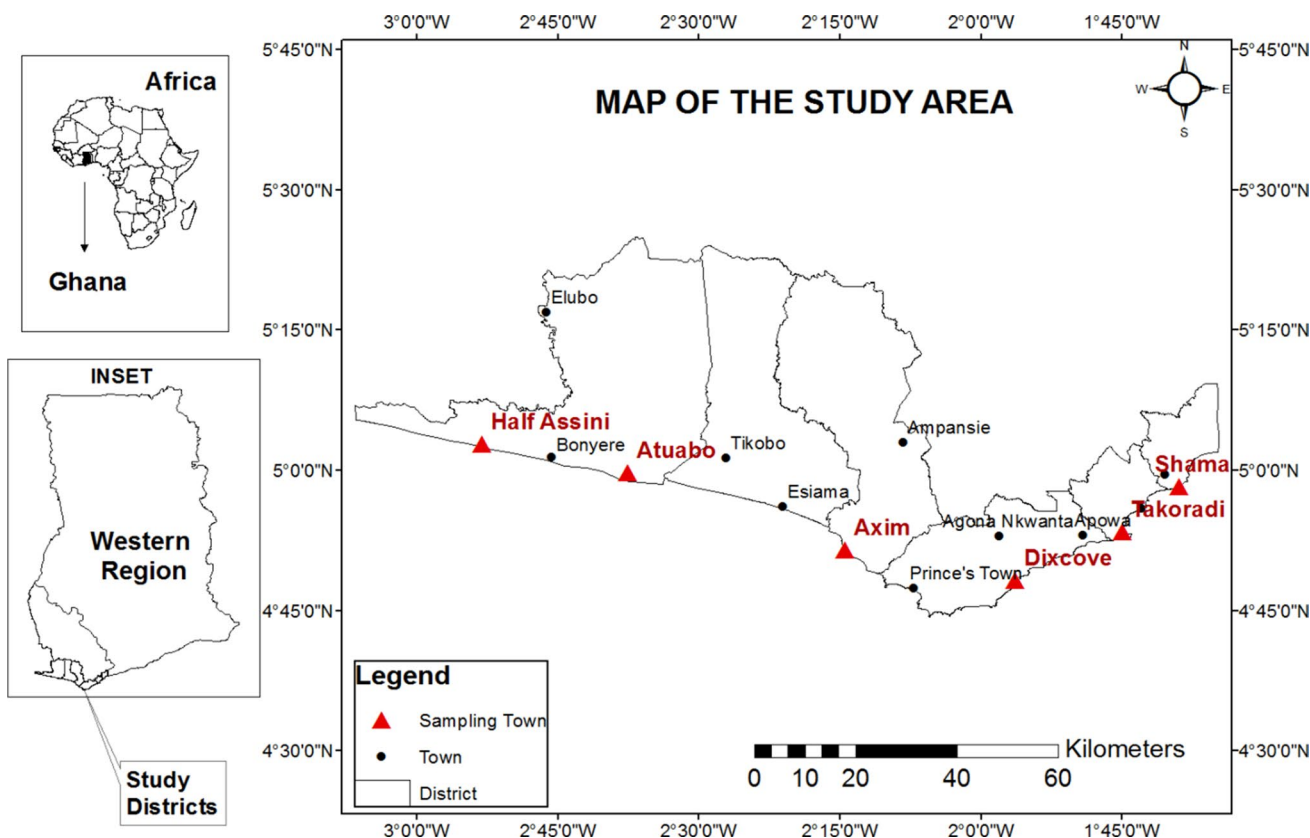 3°0'0"W 2°45'0"W 2°30'0"W 2°15'0"W 2°0'0"W 1°45'0"W
5°45'0"N 5°45'0"N
Africa
Ghana
MAP OF THE STUDY AREA
N
W E
S
5°30'0"N 5°30'0"N
Elubo
5°15'0"N 5°15'0"N
INSET
Western
Region
Study
Districts
Half Assini
Bonyere
Atuabo
Tikobo
Ampansie
Shama
5°0'0"N 5°0'0"N
Esiama
Axim
Agona Nkwanta
Apowa
Takoradi
Dixcove
Prince's Town
4°45'0"N 4°45'0"N
Legend
Sampling Town
Town
District
4°30'0"N 4°30'0"N
Kilometers
0 10 20 40 60
3°0'0"W 2°45'0"W 2°30'0"W 2°15'0"W 2°0'0"W 1°45'0"W